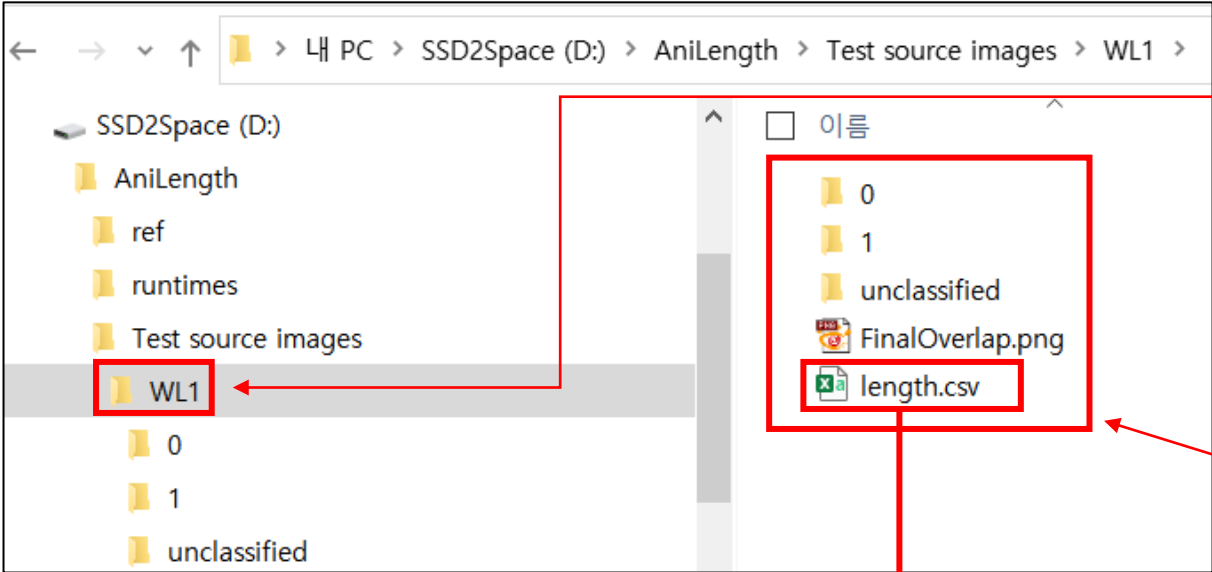 내 PC > SSD2Space (D:) > AniLength > Test source images > WL1 >
SSD2Space (D:)
AniLength
ref
runtimes
Test source images
WL1
0
1
unclassified
이름
0
1
unclassified
FinalOverlap.png
length.csv